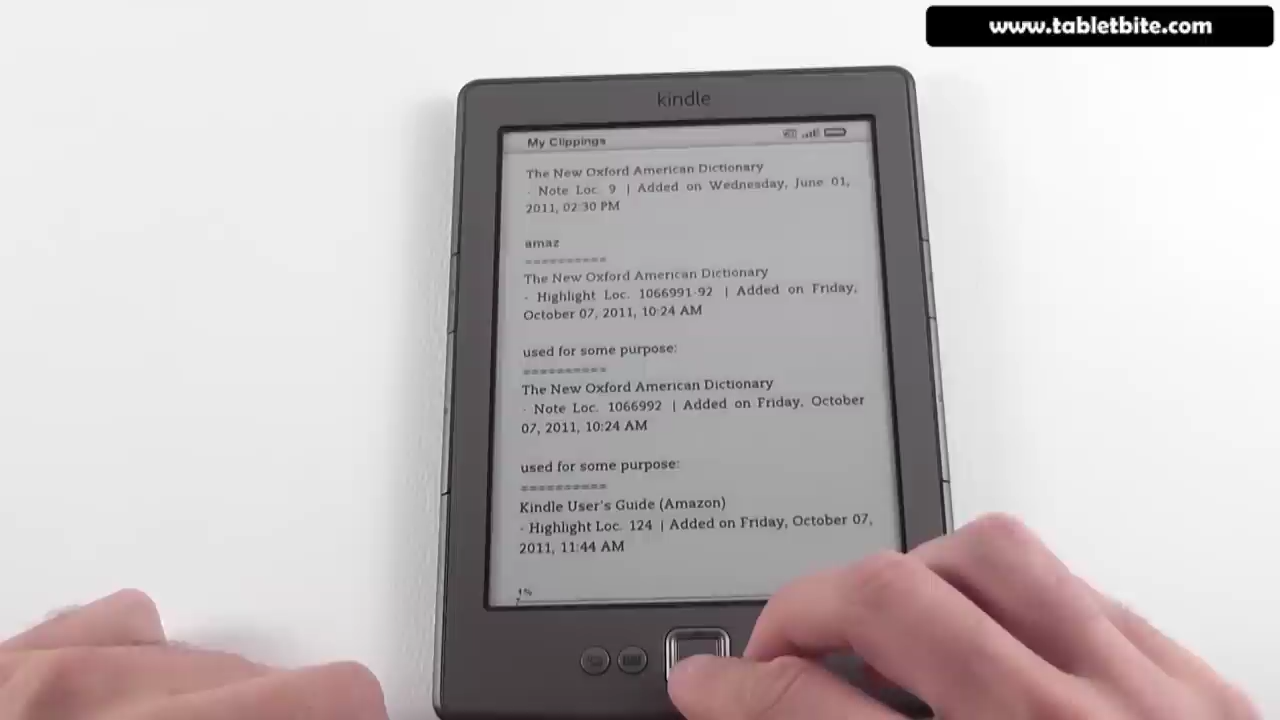 www.tabletbite.com
kindle
My Clippings
The New Oxford American Dictionary
- Note Loc. 9 | Added on Wednesday, June 01,
2011, 02:30 PM
amaz
==========
The New Oxford American Dictionary
- Highlight Loc. 1066991-92 | Added on Friday,
October 07, 2011, 10:24 AM
used for some purpose:
==========
The New Oxford American Dictionary
- Note Loc. 1066992 | Added on Friday, October
07, 2011, 10:24 AM
used for some purpose:
==========
Kindle User's Guide (Amazon)
- Highlight Loc. 124 | Added on Friday, October 07,
2011, 11:44 AM
1%